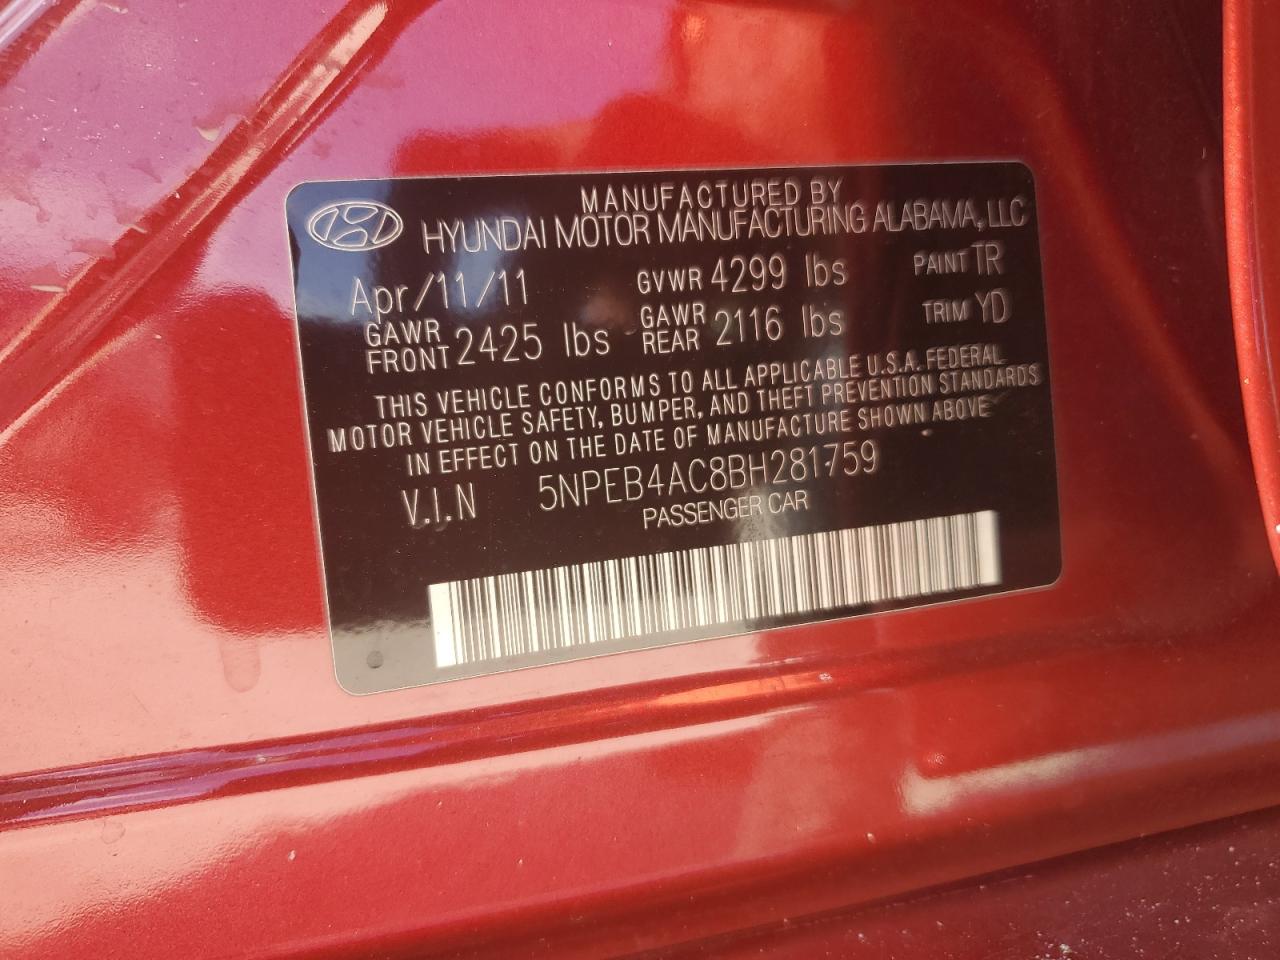 MANUFACTURED BY
HYUNDAI MOTOR MANUFACTURING ALABAMA, LLC
Apr/11/11 GVWR 4299 lbs PAINT TR
GAWR FRONT 2425 lbs GAWR REAR 2116 lbs TRIM YD
THIS VEHICLE CONFORMS TO ALL APPLICABLE U.S.A. FEDERAL
MOTOR VEHICLE SAFETY, BUMPER, AND THEFT PREVENTION STANDARDS
IN EFFECT ON THE DATE OF MANUFACTURE SHOWN ABOVE
V.I.N 5NPEB4AC8BH281759
PASSENGER CAR